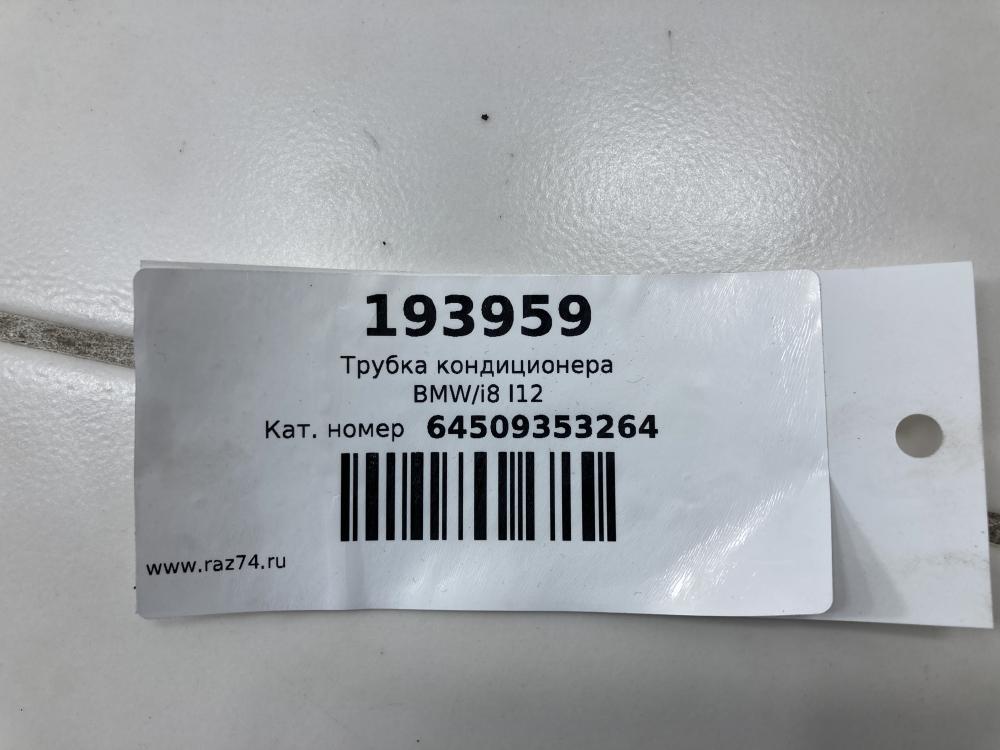 193959
Трубка кондиционера
BMW/i8 I12
Кат. номер 64509353264
www.raz74.ru